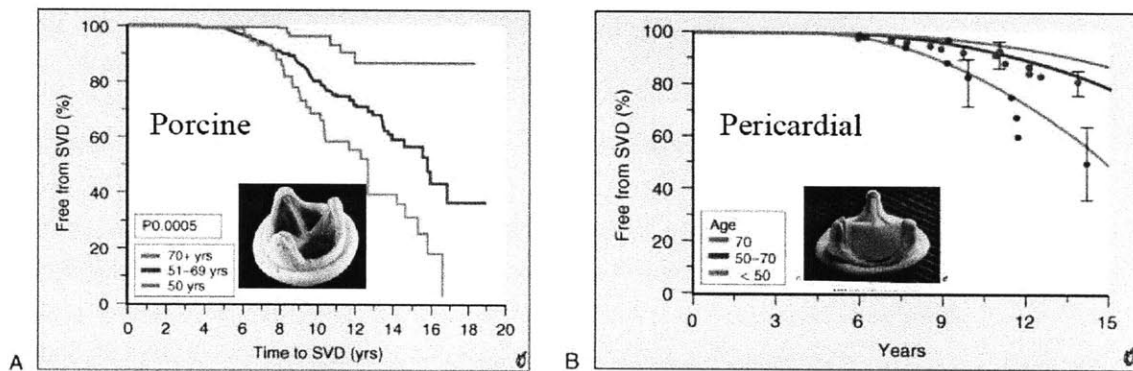 100
80
60
40
20
0
Free from SVD (%)
Porcine
P0.0005
70+ yrs
51–69 yrs
50 yrs
0 2 4 6 8 10 12 14 16 18 20
Time to SVD (yrs)
A
100
80
60
40
20
0
Free from SVD (%)
Pericardial
Age
70
50–70
< 50
0 3 6 9 12 15
Years
B